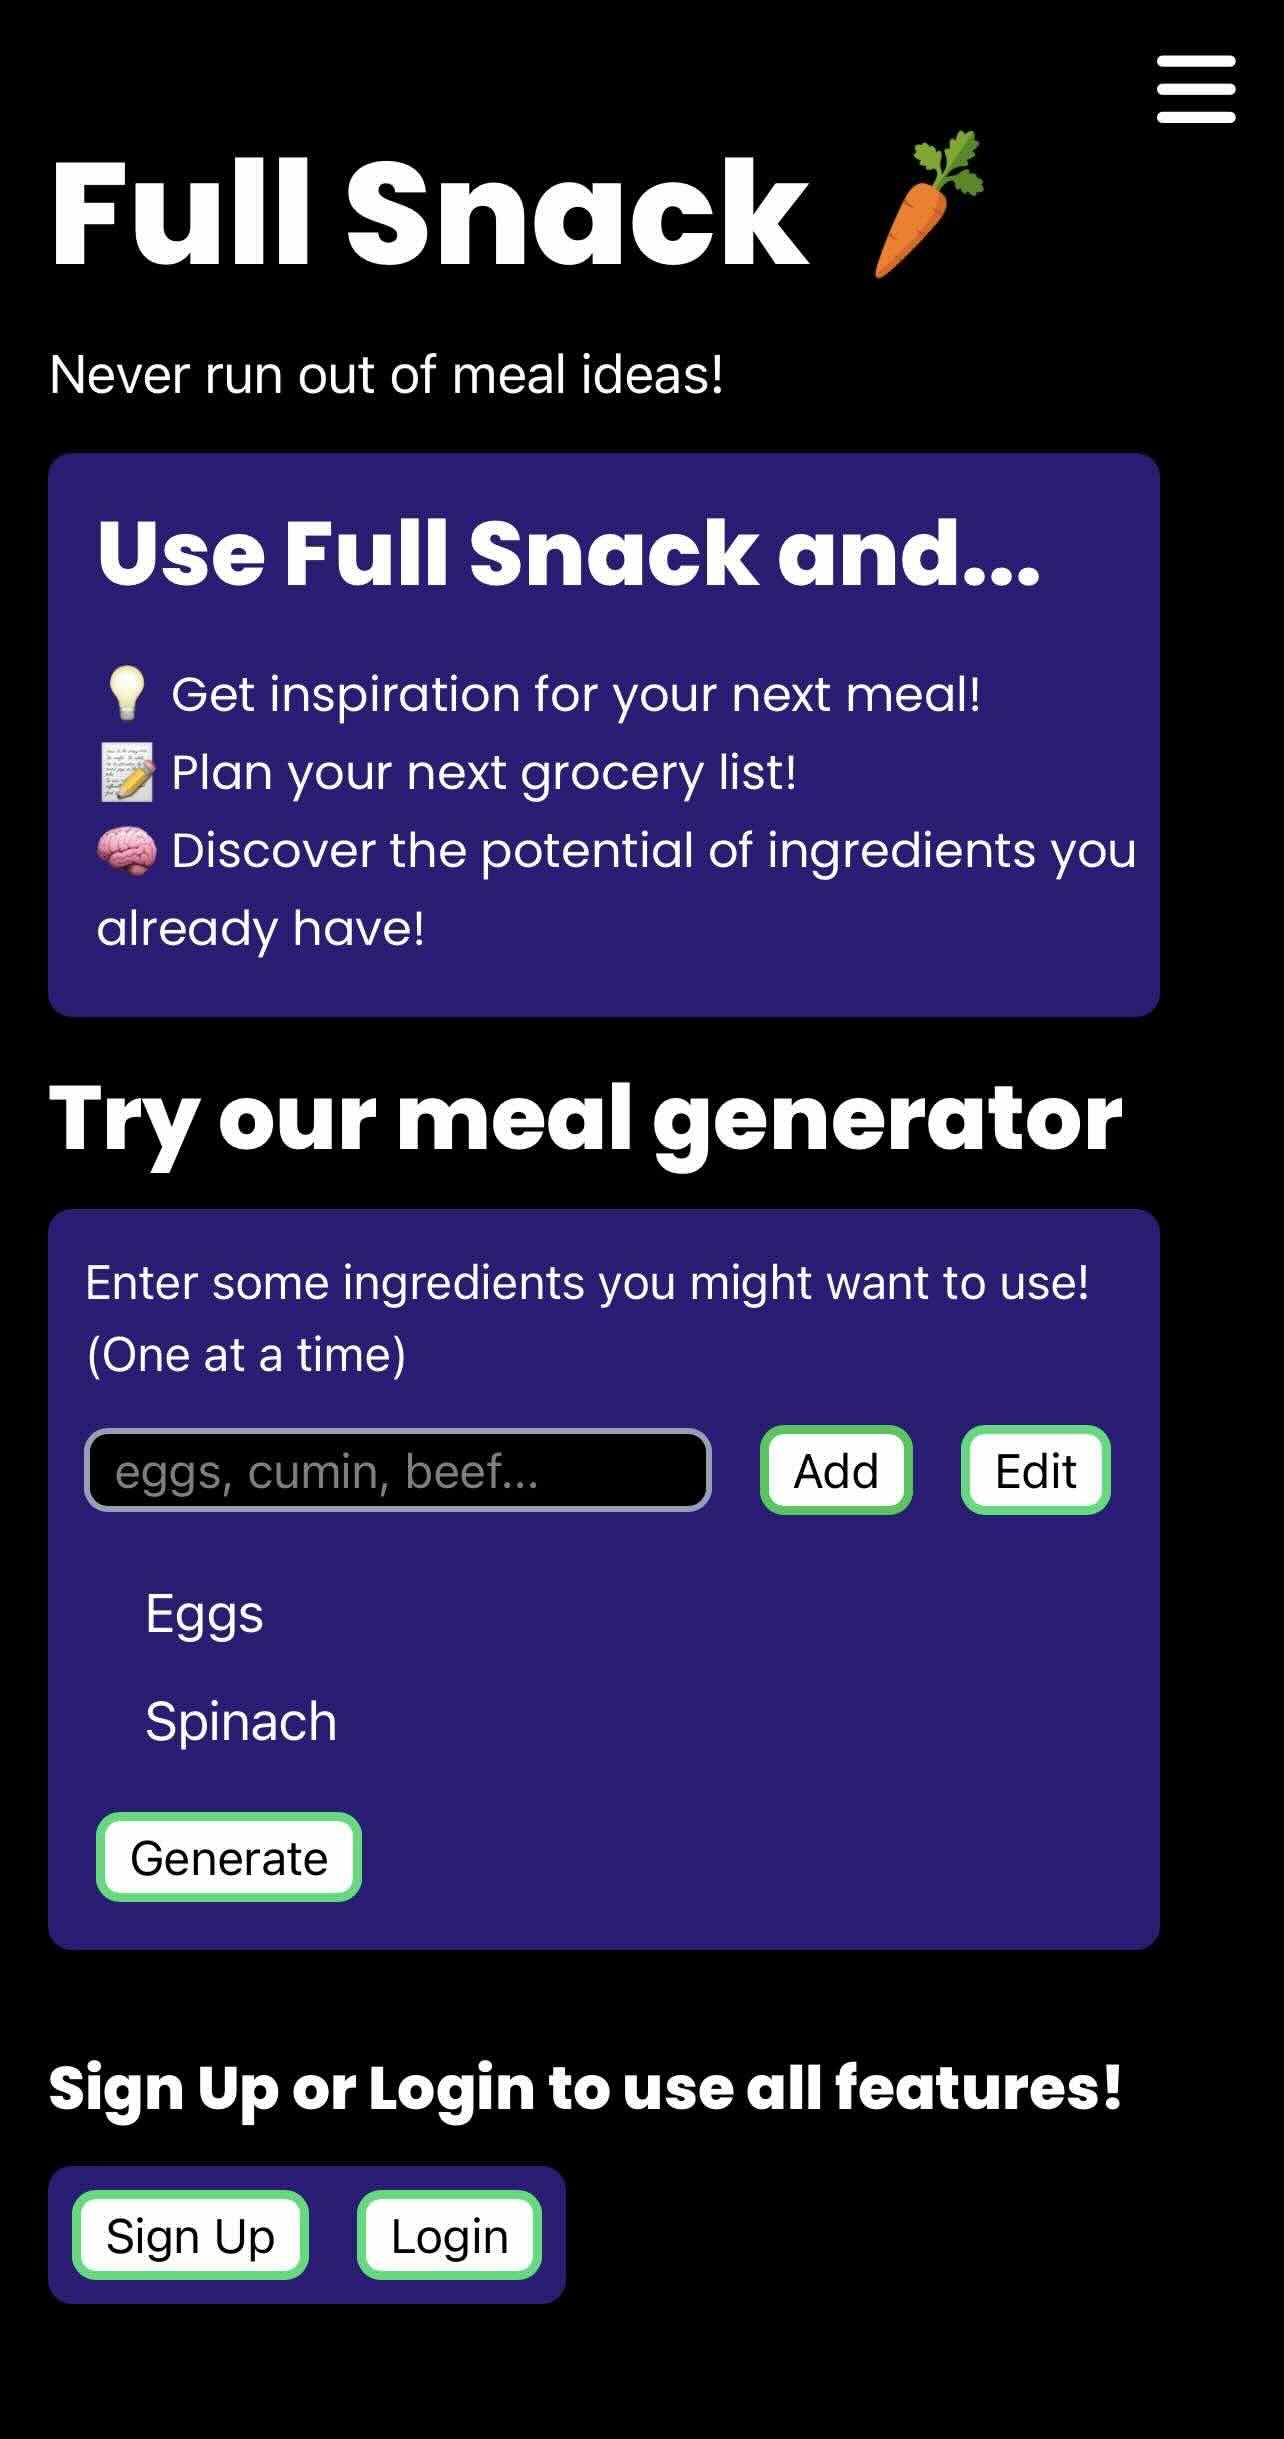 Full Snack 🥕
Never run out of meal ideas!
Use Full Snack and...
💡 Get inspiration for your next meal!
📝 Plan your next grocery list!
🧠 Discover the potential of ingredients you
already have!
Try our meal generator
Enter some ingredients you might want to use!
(One at a time)
eggs, cumin, beef... Add Edit
Eggs
Spinach
Generate
Sign Up or Login to use all features!
Sign Up Login